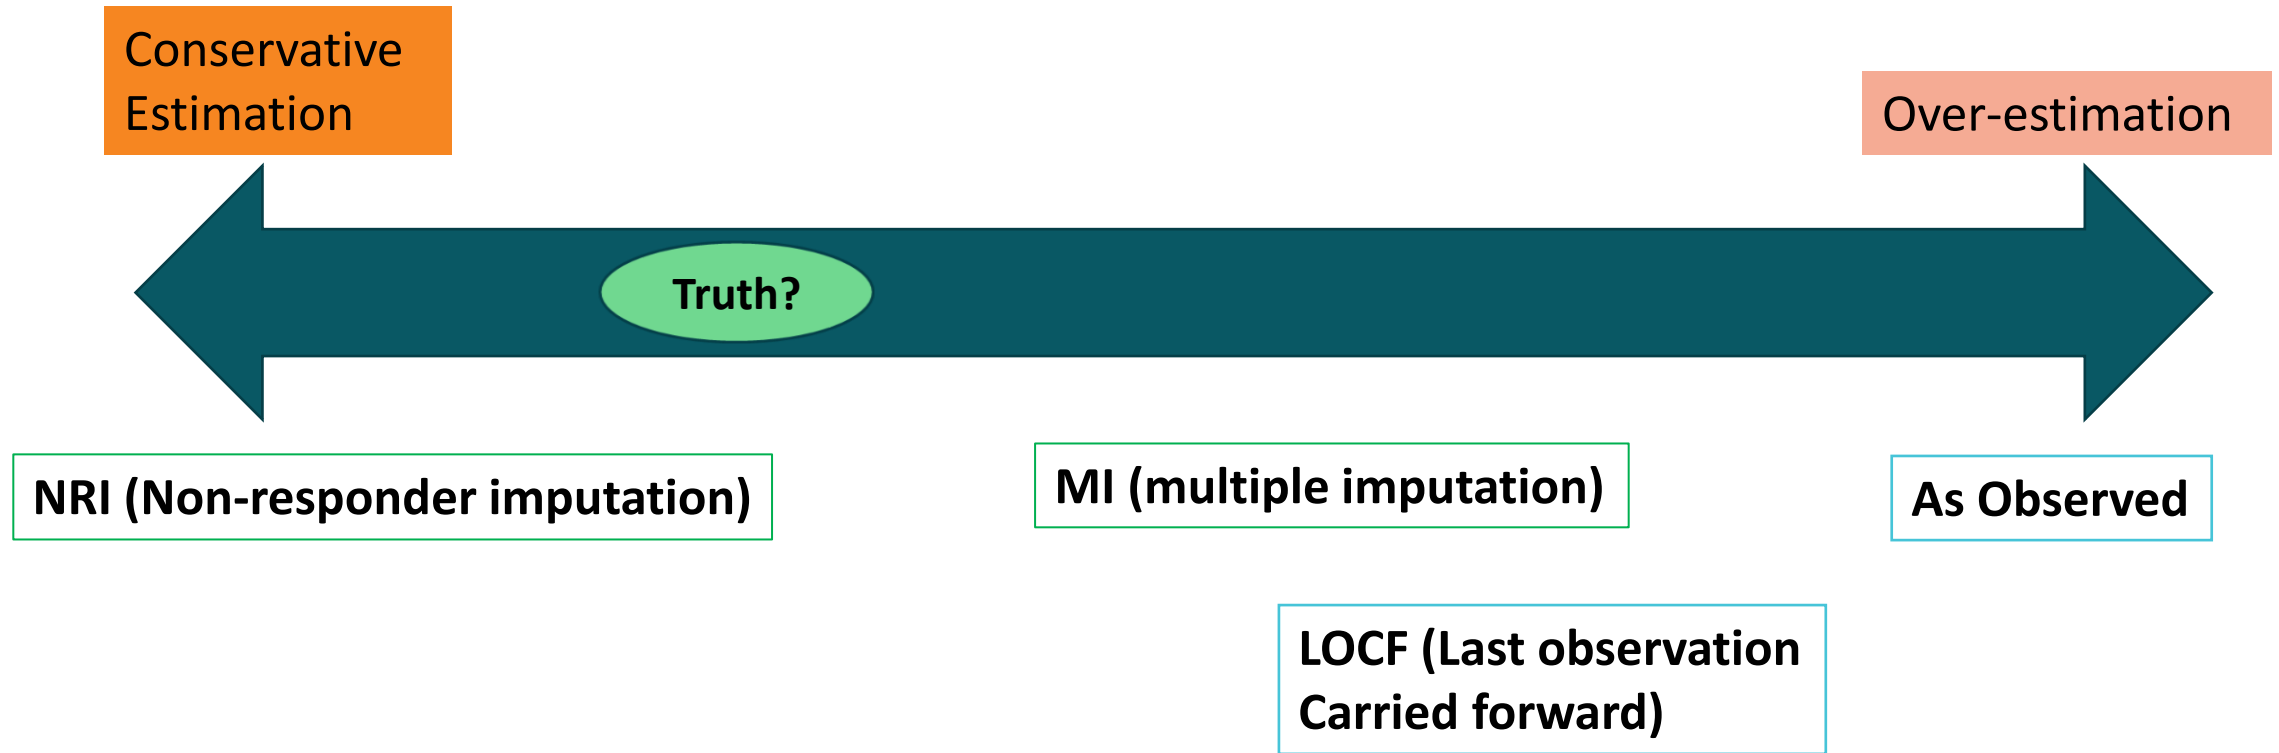 Conservative
Estimation
Over-estimation
Truth?
NRI (Non-responder imputation)
MI (multiple imputation)
As Observed
LOCF (Last observation
Carried forward)